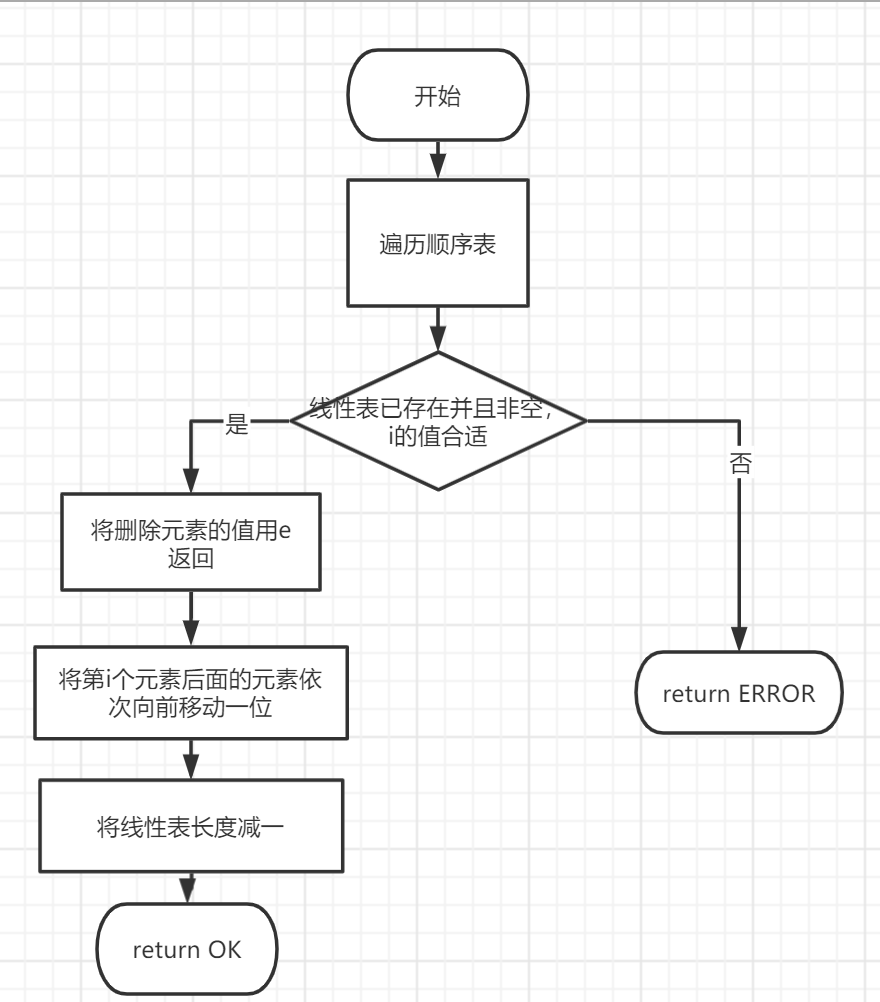 开始
遍历顺序表
线性表已存在并且非空，
i的值合适
是
否
将删除元素的值用e
返回
将第i个元素后面的元素依
次向前移动一位
return ERROR
将线性表长度减一
return OK